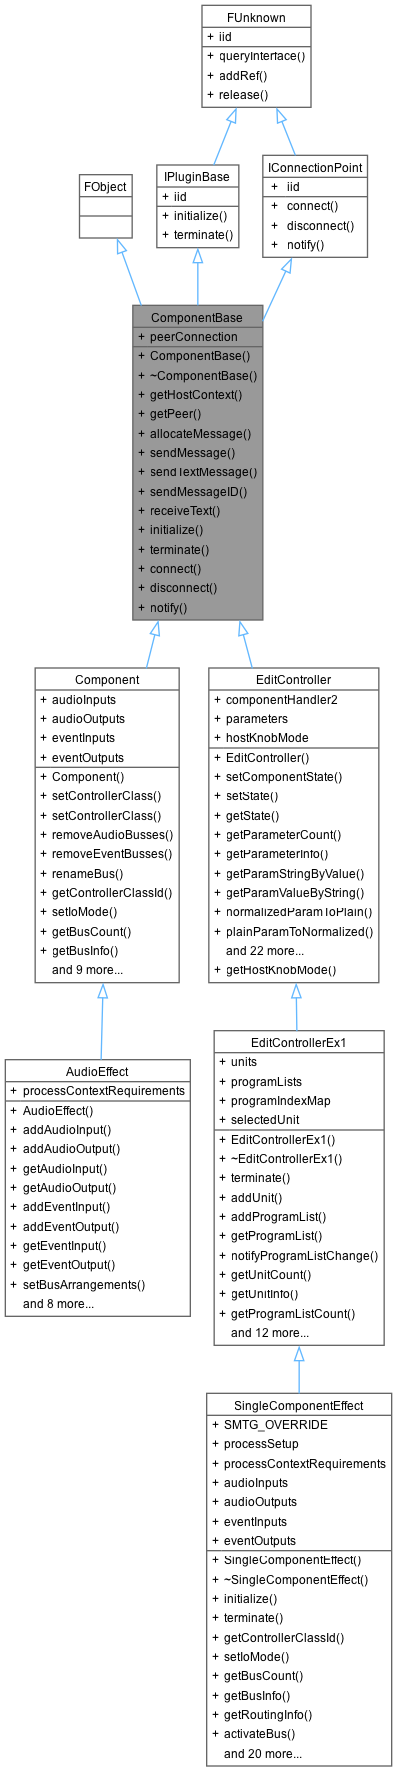 FUnknown
+ iid
+ queryInterface()
+ addRef()
+ release()
FObject
IPluginBase
+ iid
+ initialize()
+ terminate()
IConnectionPoint
+ iid
+ connect()
+ disconnect()
+ notify()
ComponentBase
+ peerConnection
+ ComponentBase()
+ ~ComponentBase()
+ getHostContext()
+ getPeer()
+ allocateMessage()
+ sendMessage()
+ sendTextMessage()
+ sendMessageID()
+ receiveText()
+ initialize()
+ terminate()
+ connect()
+ disconnect()
+ notify()
Component
+ audioInputs
+ audioOutputs
+ eventInputs
+ eventOutputs
+ Component()
+ setControllerClass()
+ setControllerClass()
+ removeAudioBusses()
+ removeEventBusses()
+ renameBus()
+ getControllerClassId()
+ setIoMode()
+ getBusCount()
+ getBusInfo()
and 9 more...
EditController
+ componentHandler2
+ parameters
+ hostKnobMode
+ EditController()
+ setComponentState()
+ setState()
+ getState()
+ getParameterCount()
+ getParameterInfo()
+ getParamStringByValue()
+ getParamValueByString()
+ normalizedParamToPlain()
+ plainParamToNormalized()
and 22 more...
+ getHostKnobMode()
AudioEffect
+ processContextRequirements
+ AudioEffect()
+ addAudioInput()
+ addAudioOutput()
+ getAudioInput()
+ getAudioOutput()
+ addEventInput()
+ addEventOutput()
+ getEventInput()
+ getEventOutput()
+ setBusArrangements()
and 8 more...
EditControllerEx1
+ units
+ programLists
+ programIndexMap
+ selectedUnit
+ EditControllerEx1()
+ ~EditControllerEx1()
+ terminate()
+ addUnit()
+ addProgramList()
+ getProgramList()
+ notifyProgramListChange()
+ getUnitCount()
+ getUnitInfo()
+ getProgramListCount()
and 12 more...
SingleComponentEffect
+ SMTG_OVERRIDE
+ processSetup
+ processContextRequirements
+ audioInputs
+ audioOutputs
+ eventInputs
+ eventOutputs
+ SingleComponentEffect()
+ ~SingleComponentEffect()
+ initialize()
+ terminate()
+ getControllerClassId()
+ setIoMode()
+ getBusCount()
+ getBusInfo()
+ getRoutingInfo()
+ activateBus()
and 20 more...